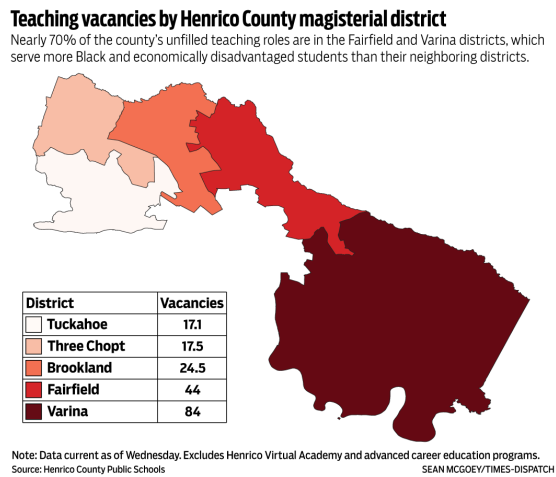 Teaching vacancies by Henrico County magisterial district
Nearly 70% of the county's unfilled teaching roles are in the Fairfield and Varina districts, which
serve more Black and economically disadvantaged students than their neighboring districts.
District Vacancies
Tuckahoe 17.1
Three Chopt 17.5
Brookland 24.5
Fairfield 44
Varina 84
Note: Data current as of Wednesday. Excludes Henrico Virtual Academy and advanced career education programs.
Source: Henrico County Public Schools SEAN MCGOEY/TIMES-DISPATCH